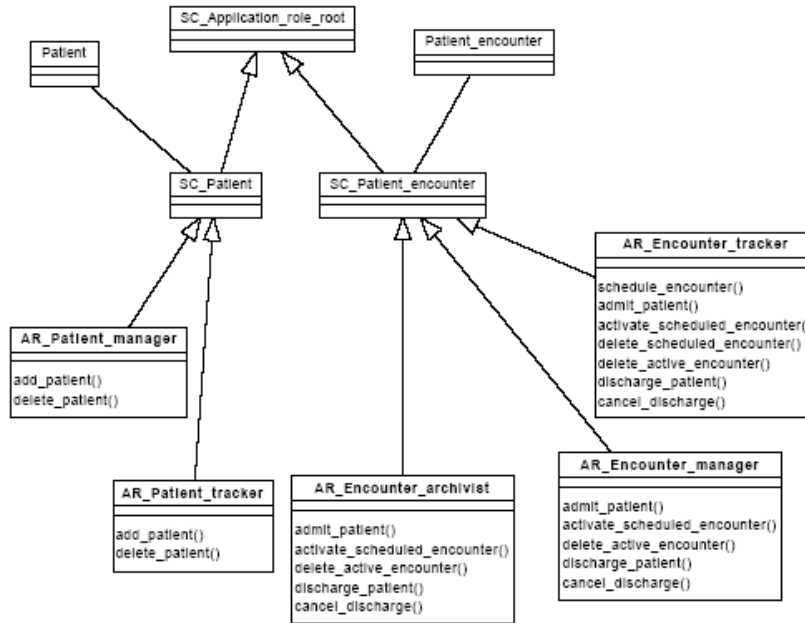 SC_Application_role_root
Patient
Patient_encounter
SC_Patient
SC_Patient_encounter
AR_Encounter_tracker
schedule_encounter()
admit_patient()
activate_scheduled_encounter()
delete_scheduled_encounter()
delete_active_encounter()
discharge_patient()
cancel_discharge()
AR_Patient_manager
add_patient()
delete_patient()
AR_Patient_tracker
add_patient()
delete_patient()
AR_Encounter_archivist
admit_patient()
activate_scheduled_encounter()
delete_active_encounter()
discharge_patient()
cancel_discharge()
AR_Encounter_manager
admit_patient()
activate_scheduled_encounter()
delete_active_encounter()
discharge_patient()
cancel_discharge()